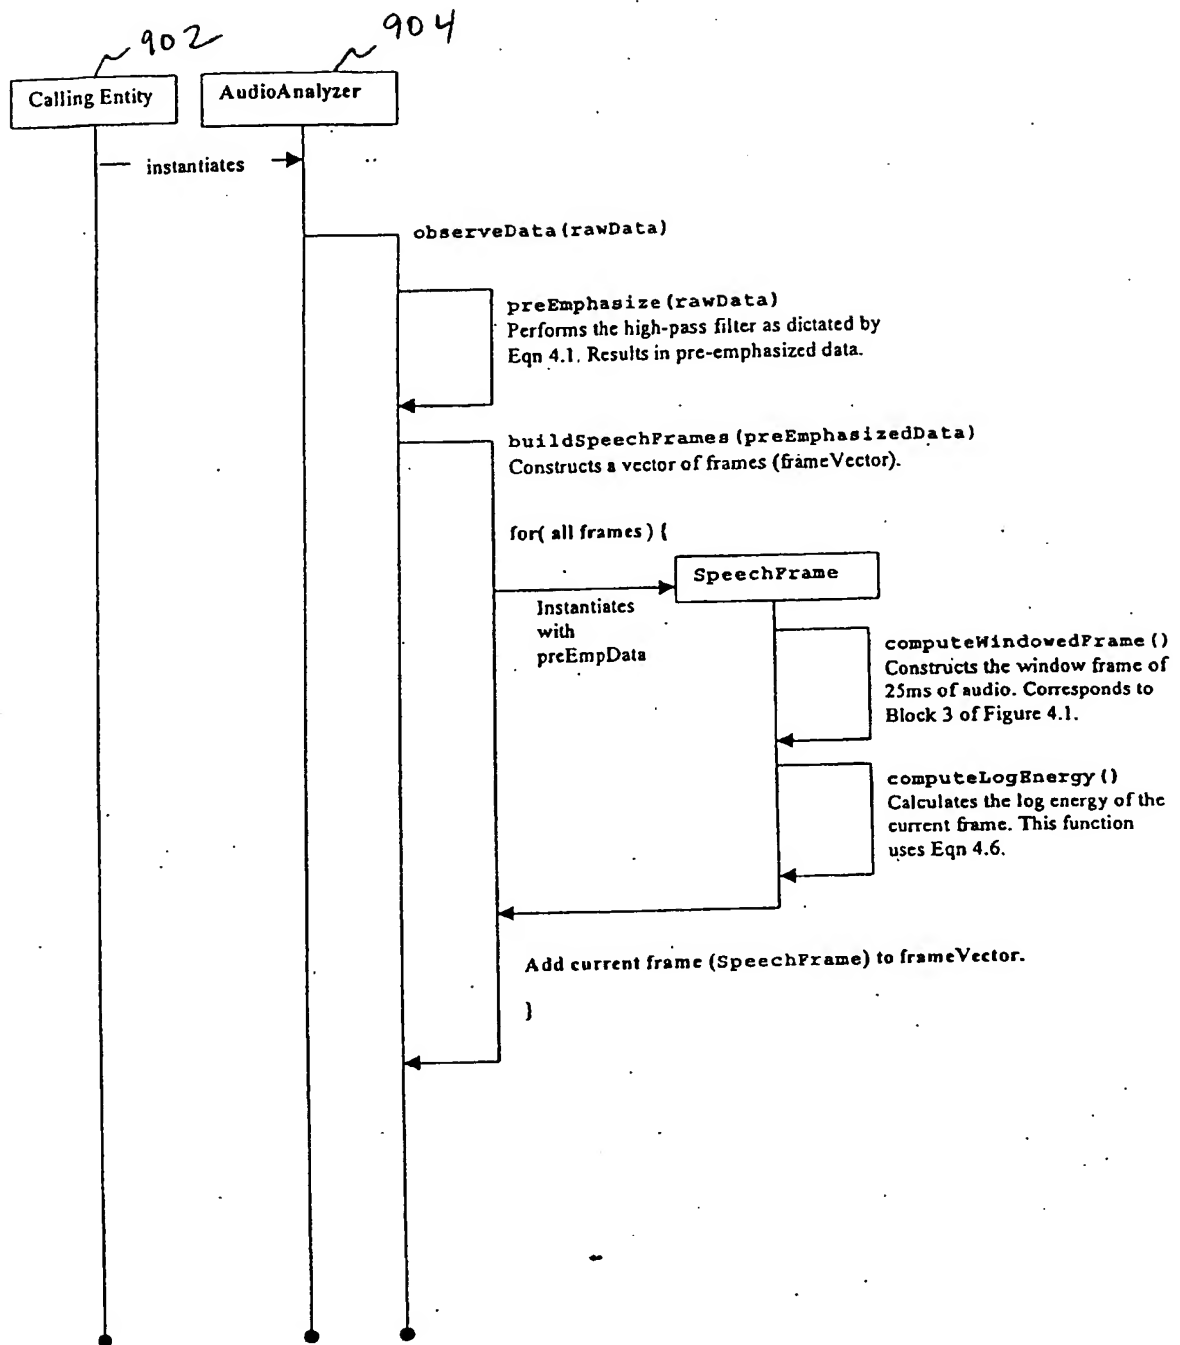 902
904
Calling Entity
AudioAnalyzer
instantiates
observeData(rawData)
preEmphasize(rawData)
Performs the high-pass filter as dictated by
Eqn 4.1. Results in pre-emphasized data.
buildSpeechFrames(preEmphasizedData)
Constructs a vector of frames (frameVector).
for( all frames ) {
SpeechFrame
Instantiates
with
preEmpData
computeWindowedFrame()
Constructs the window frame of
25ms of audio. Corresponds to
Block 3 of Figure 4.1.
computeLogEnergy()
Calculates the log energy of the
current frame. This function
uses Eqn 4.6.
Add current frame (SpeechFrame) to frameVector.
}